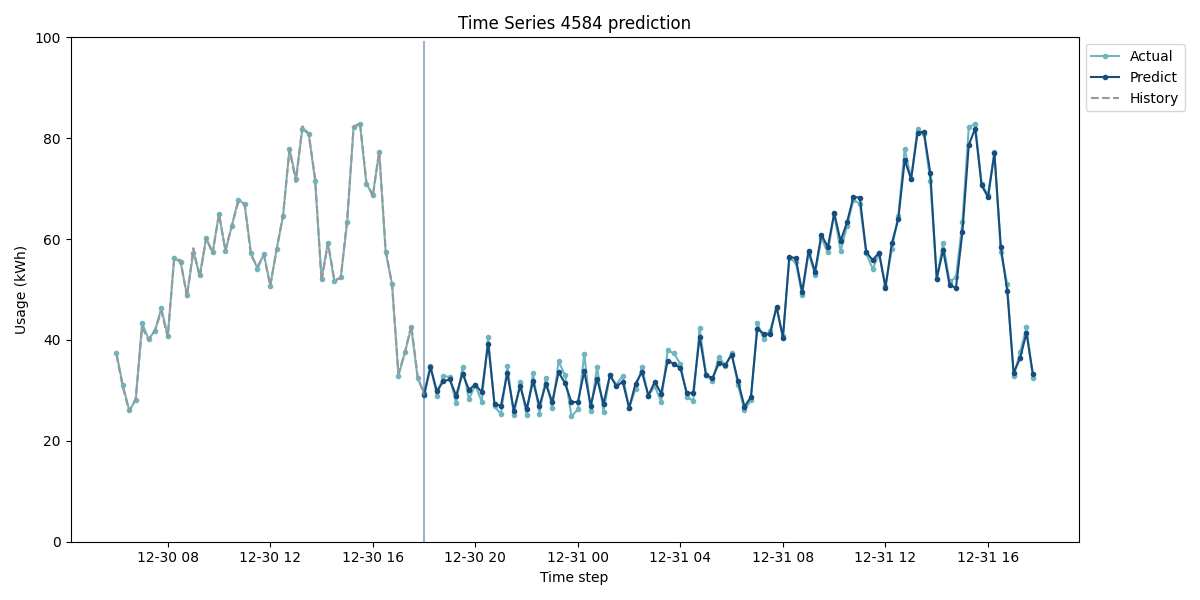 Time Series 4584 prediction
100
80
60
40
20
0
Usage (kWh)
12-30 08
12-30 12
12-30 16
12-30 20
12-31 00
12-31 04
12-31 08
12-31 12
12-31 16
Time step
Actual
Predict
History